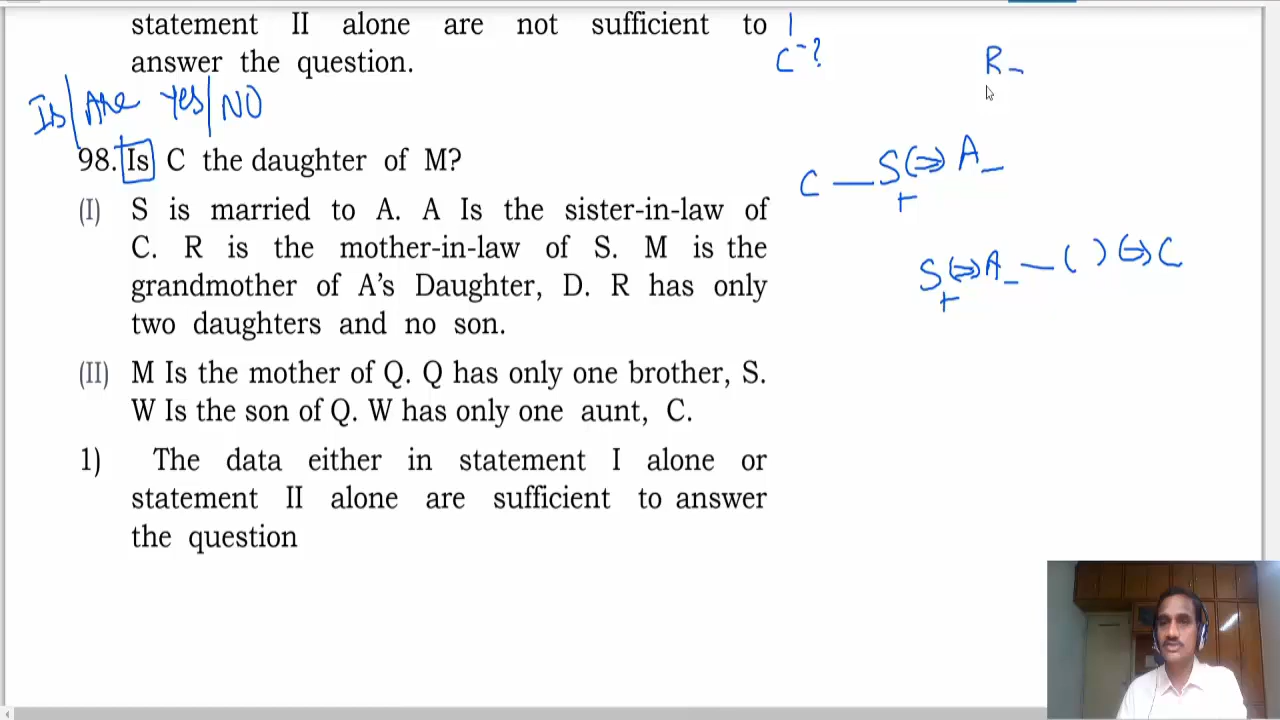 statement II alone are not sufficient to
answer the question.
C - ?
R -
Is / Are Yes / NO
98. Is C the daughter of M?
C — S ⇔ A -
+
(I) S is married to A. A Is the sister-in-law of
C. R is the mother-in-law of S. M is the
grandmother of A's Daughter, D. R has only
two daughters and no son.
S ⇔ A - — ( ) ⇔ C
+
(II) M Is the mother of Q. Q has only one brother, S.
W Is the son of Q. W has only one aunt, C.
1) The data either in statement I alone or
statement II alone are sufficient to answer
the question